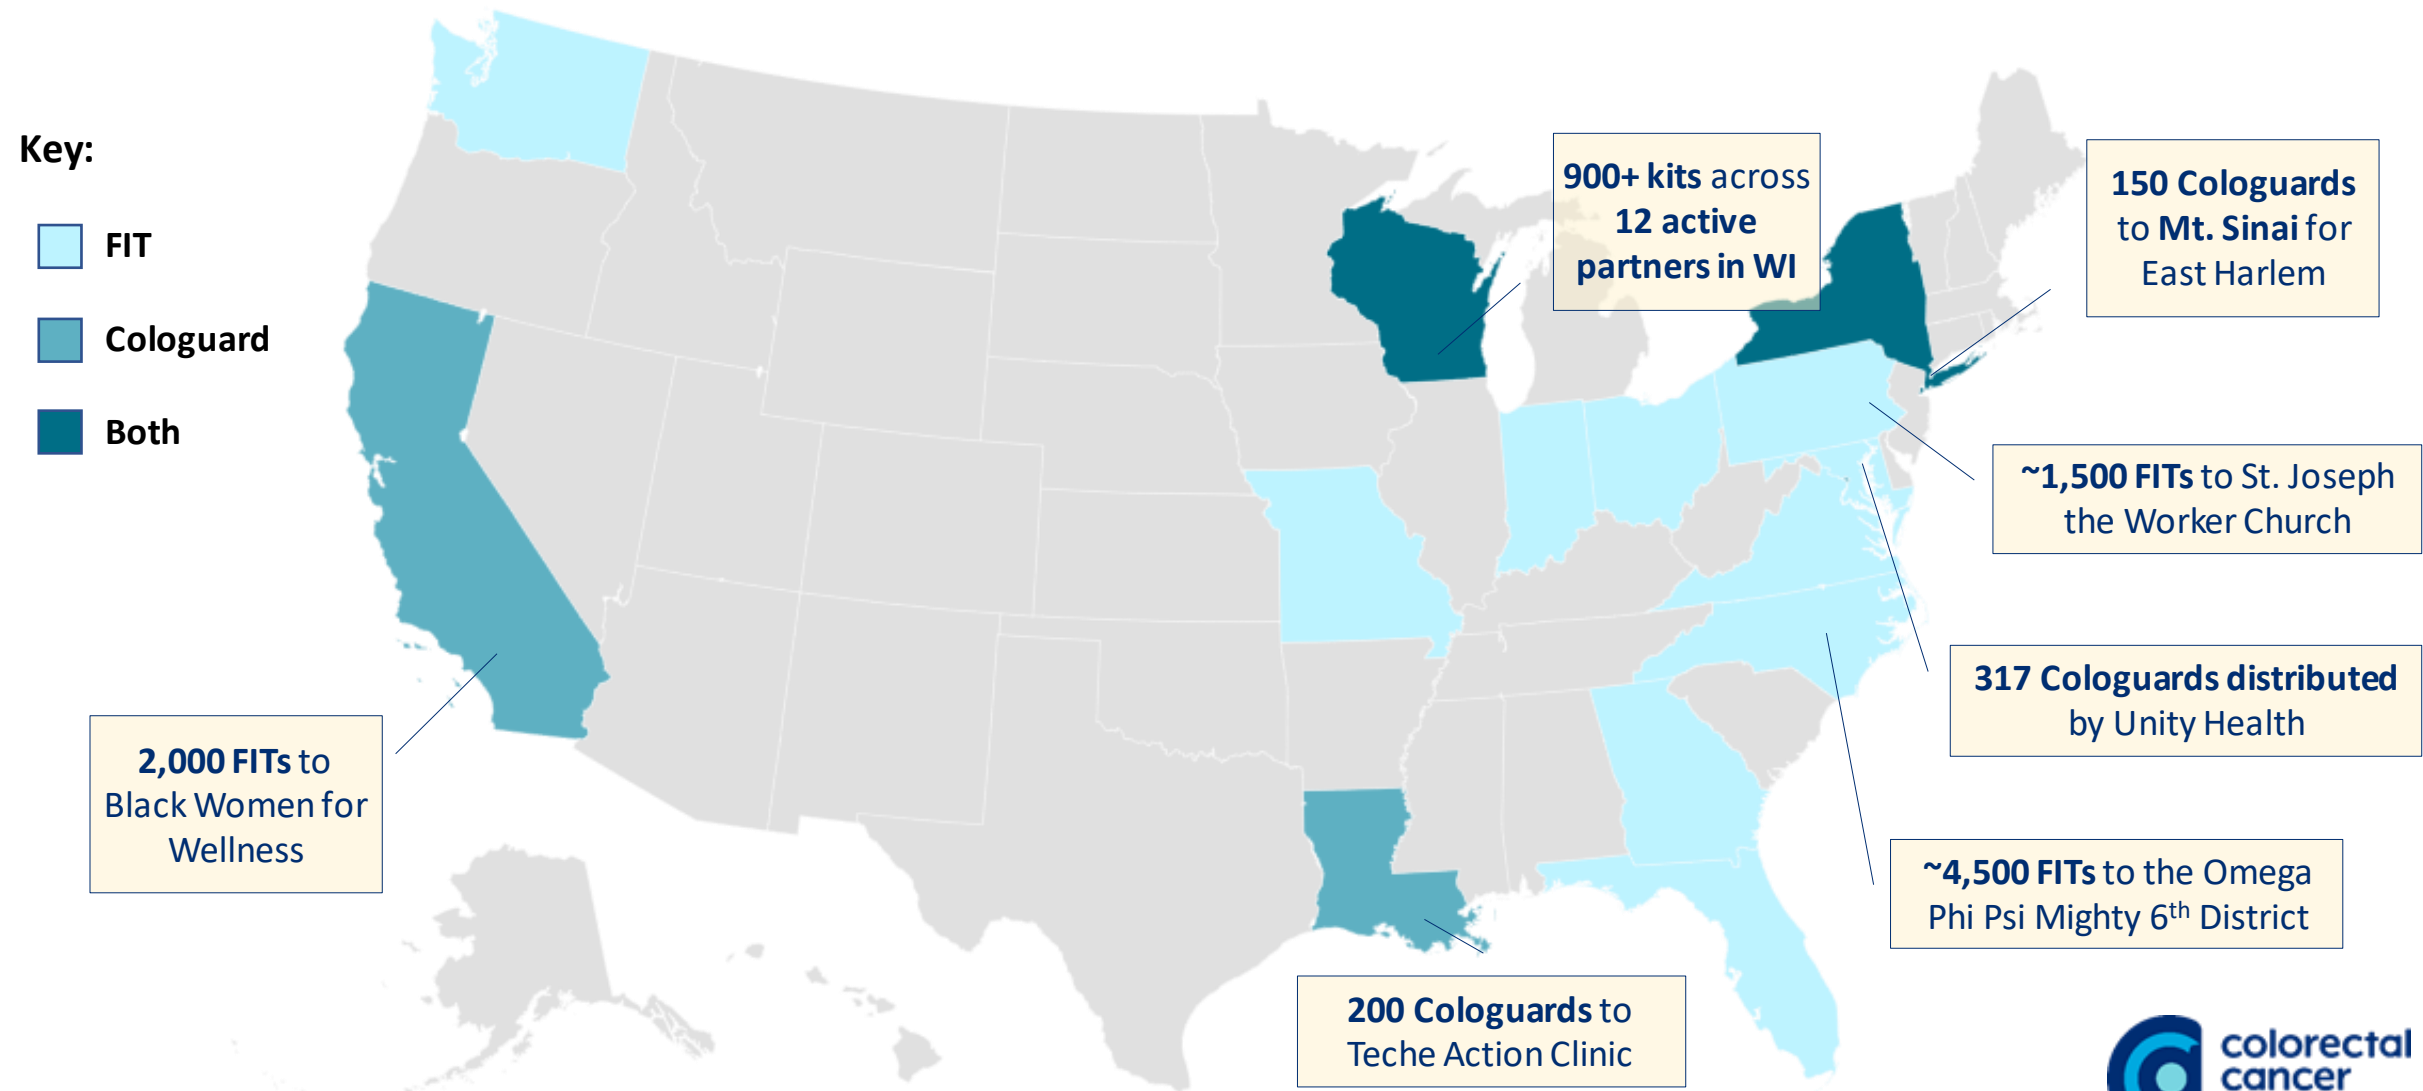 Key:
FIT
Cologuard
Both
900+ kits across
12 active
partners in WI
150 Cologuards
to Mt. Sinai for
East Harlem
~1,500 FITs to St. Joseph
the Worker Church
317 Cologuards distributed
by Unity Health
~4,500 FITs to the Omega
Phi Psi Mighty 6th District
200 Cologuards to
Teche Action Clinic
2,000 FITs to
Black Women for
Wellness
colorectal
cancer